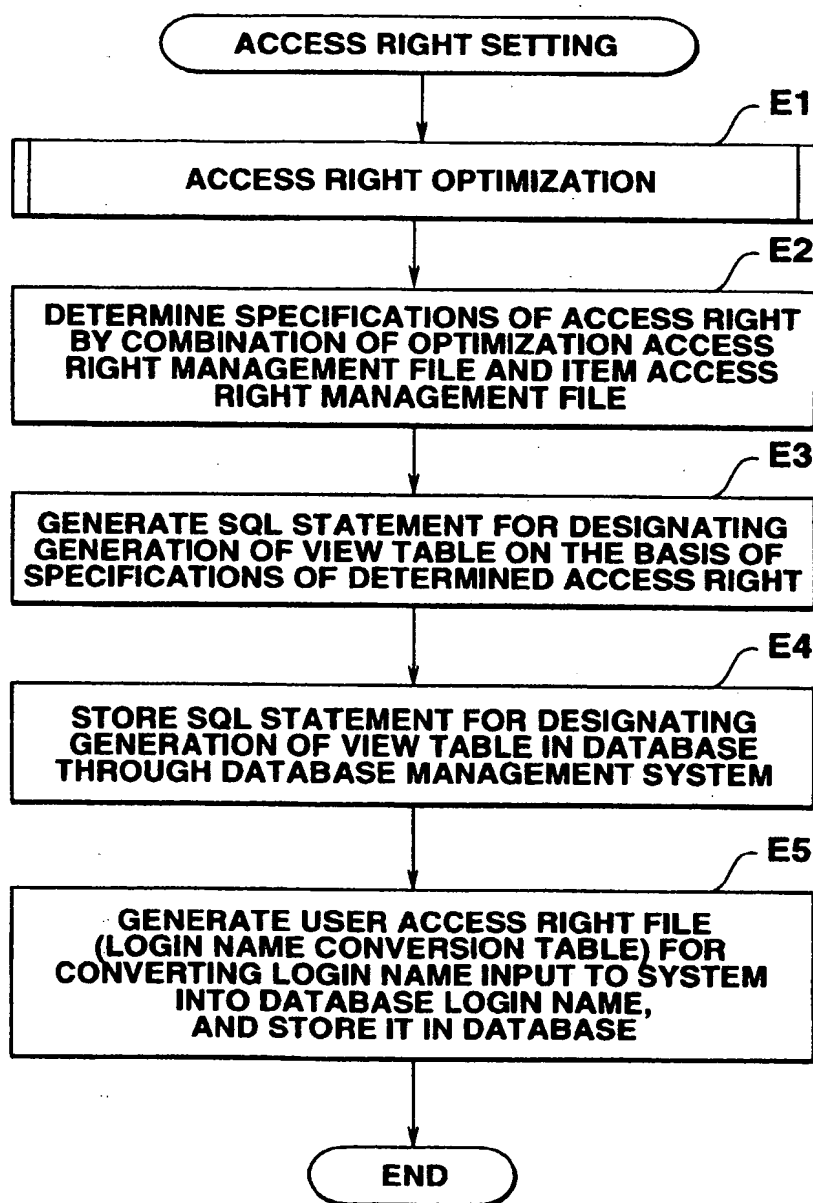 ACCESS RIGHT SETTING
E1
ACCESS RIGHT OPTIMIZATION
E2
DETERMINE SPECIFICATIONS OF ACCESS RIGHT
BY COMBINATION OF OPTIMIZATION ACCESS
RIGHT MANAGEMENT FILE AND ITEM ACCESS
RIGHT MANAGEMENT FILE
E3
GENERATE SQL STATEMENT FOR DESIGNATING
GENERATION OF VIEW TABLE ON THE BASIS OF
SPECIFICATIONS OF DETERMINED ACCESS RIGHT
E4
STORE SQL STATEMENT FOR DESIGNATING
GENERATION OF VIEW TABLE IN DATABASE
THROUGH DATABASE MANAGEMENT SYSTEM
E5
GENERATE USER ACCESS RIGHT FILE
(LOGIN NAME CONVERSION TABLE) FOR
CONVERTING LOGIN NAME INPUT TO SYSTEM
INTO DATABASE LOGIN NAME,
AND STORE IT IN DATABASE
END